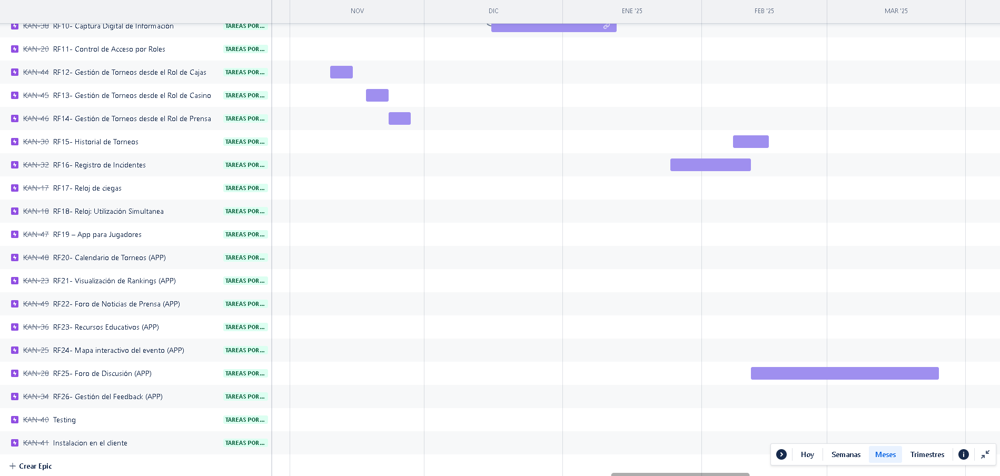 NOV DIC ENE '25 FEB '25 MAR '25
KAN-38 RF10- Captura Digital de Información TAREAS POR...
KAN-20 RF11- Control de Acceso por Roles TAREAS POR...
KAN-44 RF12- Gestión de Torneos desde el Rol de Cajas TAREAS POR...
KAN-45 RF13- Gestión de Torneos desde el Rol de Casino TAREAS POR...
KAN-46 RF14- Gestión de Torneos desde el Rol de Prensa TAREAS POR...
KAN-30 RF15- Historial de Torneos TAREAS POR...
KAN-32 RF16- Registro de Incidentes TAREAS POR...
KAN-17 RF17- Reloj de ciegas TAREAS POR...
KAN-18 RF18- Reloj: Utilización Simultanea TAREAS POR...
KAN-47 RF19 – App para Jugadores TAREAS POR...
KAN-48 RF20- Calendario de Torneos (APP) TAREAS POR...
KAN-23 RF21- Visualización de Rankings (APP) TAREAS POR...
KAN-49 RF22- Foro de Noticias de Prensa (APP) TAREAS POR...
KAN-36 RF23- Recursos Educativos (APP) TAREAS POR...
KAN-25 RF24- Mapa interactivo del evento (APP) TAREAS POR...
KAN-28 RF25- Foro de Discusión (APP) TAREAS POR...
KAN-34 RF26- Gestión del Feedback (APP) TAREAS POR...
KAN-40 Testing TAREAS POR...
KAN-41 Instalacion en el cliente TAREAS POR...
Hoy Semanas Meses Trimestres
+ Crear Epic